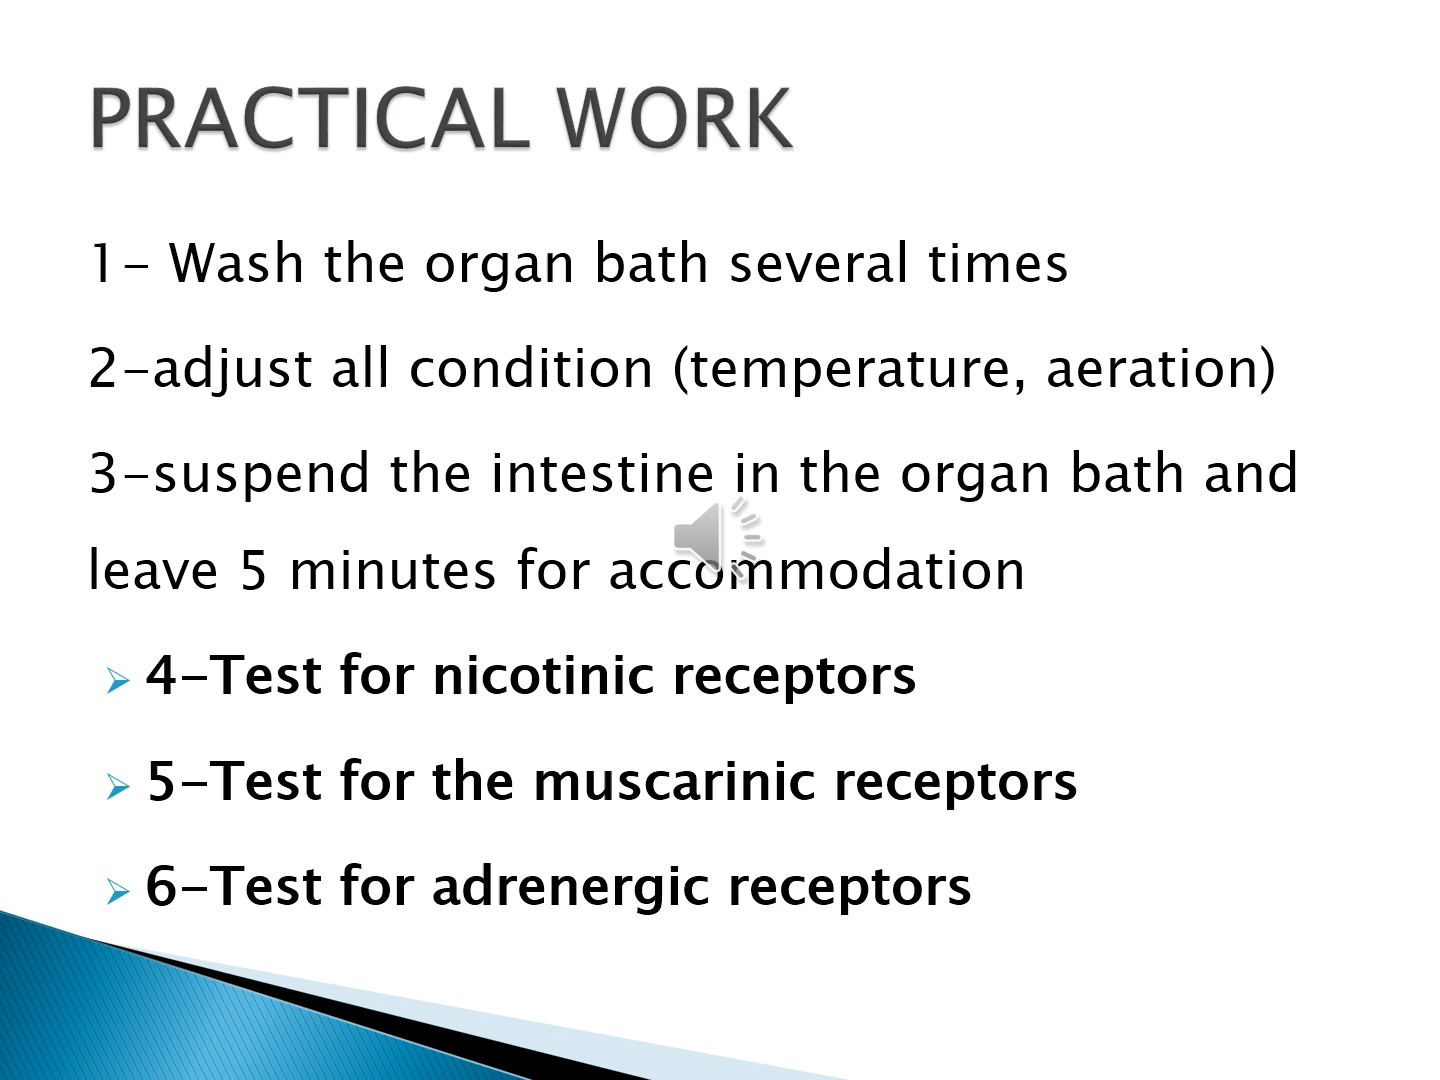 PRACTICAL WORK
1- Wash the organ bath several times
2-adjust all condition (temperature, aeration)
3-suspend the intestine in the organ bath and
leave 5 minutes for accommodation
4-Test for nicotinic receptors
5-Test for the muscarinic receptors
6-Test for adrenergic receptors